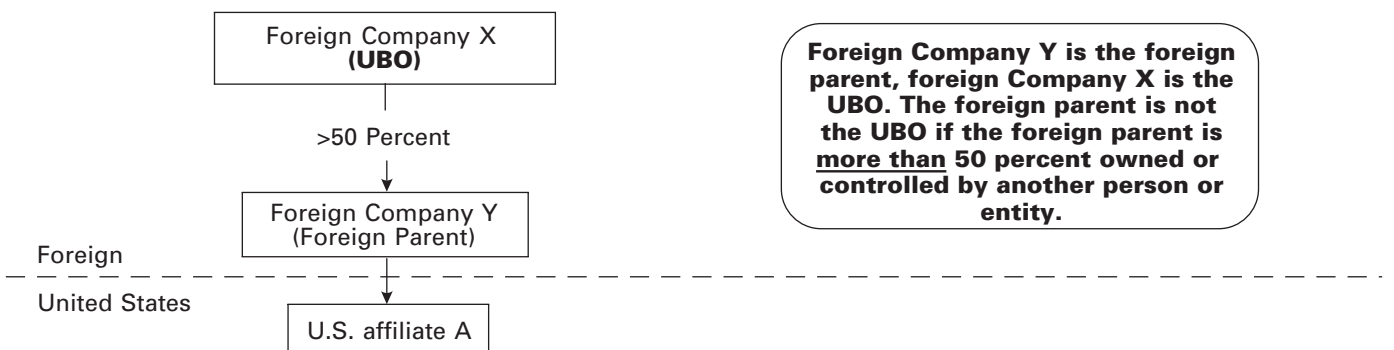 Foreign Company X
(UBO)
>50 Percent
Foreign Company Y
(Foreign Parent)
Foreign
United States
U.S. affiliate A
Foreign Company Y is the foreign
parent, foreign Company X is the
UBO. The foreign parent is not
the UBO if the foreign parent is
more than 50 percent owned or
controlled by another person or
entity.